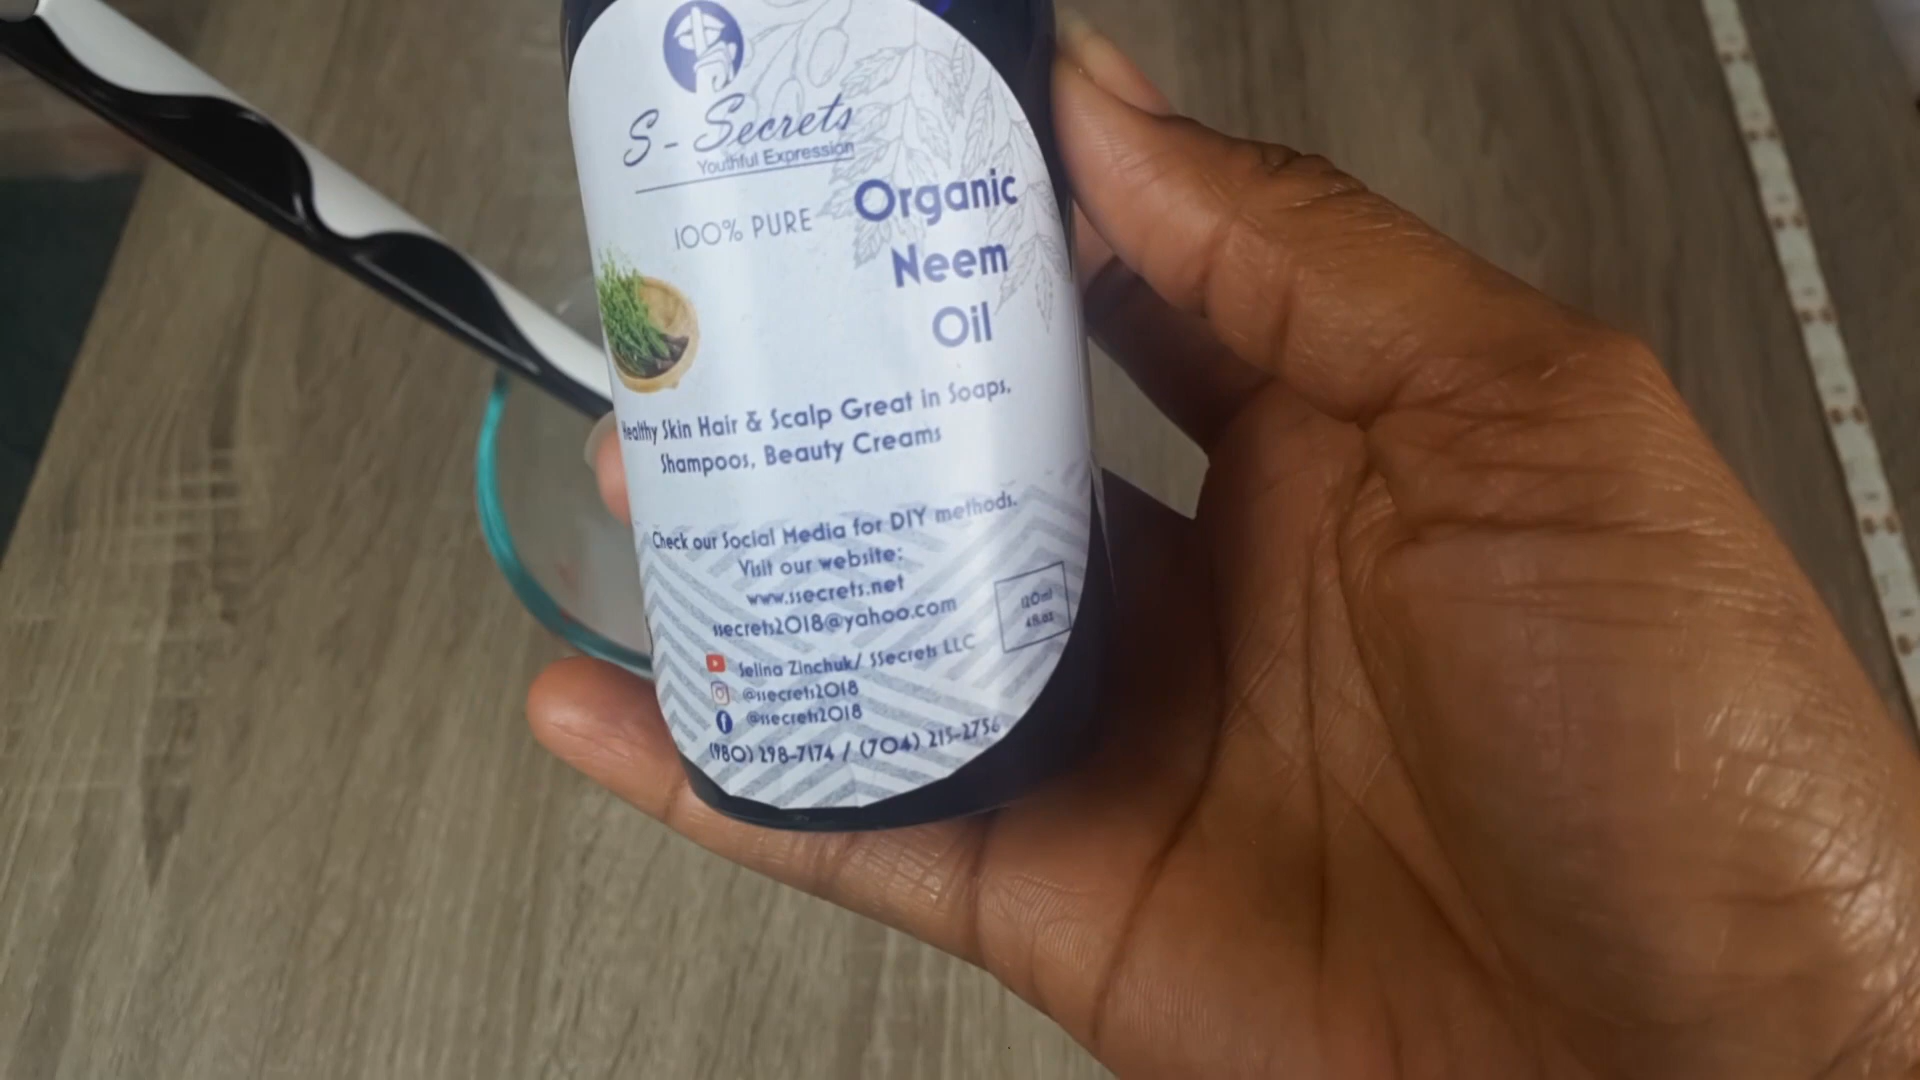 S - Secrets
Youthful Expression
100% PURE
Organic
Neem
Oil
Healthy Skin Hair & Scalp Great in Soaps,
Shampoos, Beauty Creams
Check our Social Media for DIY methods.
Visit our website:
www.ssecrets.net
ssecrets2018@yahoo.com
120ml
4fl.oz
Selina Zinchuk/ SSecrets LLC
@ssecrets2018
@ssecrets2018
(980) 298-7174 / (704) 215-2756